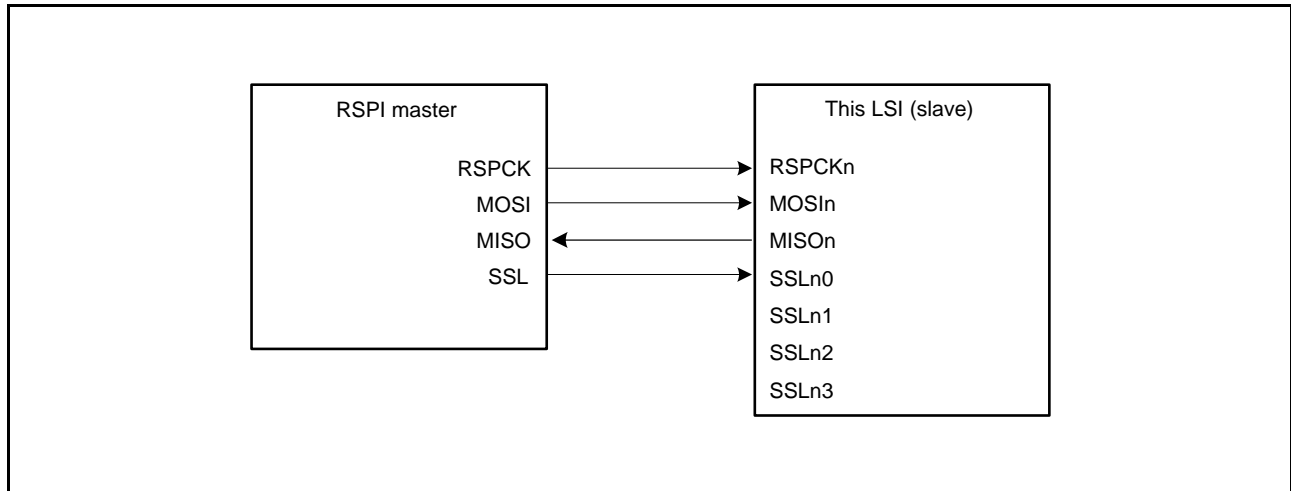 RSPI master
RSPCK
MOSI
MISO
SSL
This LSI (slave)
RSPCKn
MOSIn
MISOn
SSLn0
SSLn1
SSLn2
SSLn3